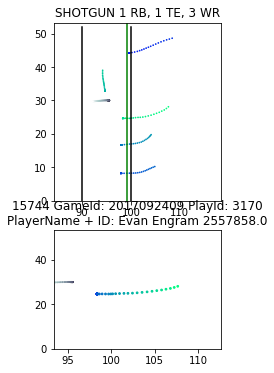 SHOTGUN 1 RB, 1 TE, 3 WR
50
40
30
20
10
0
90 100 110
15744 GameId: 2017092409 PlayId: 3170
PlayerName + ID: Evan Engram 2557858.0
40
20
0
95 100 105 110